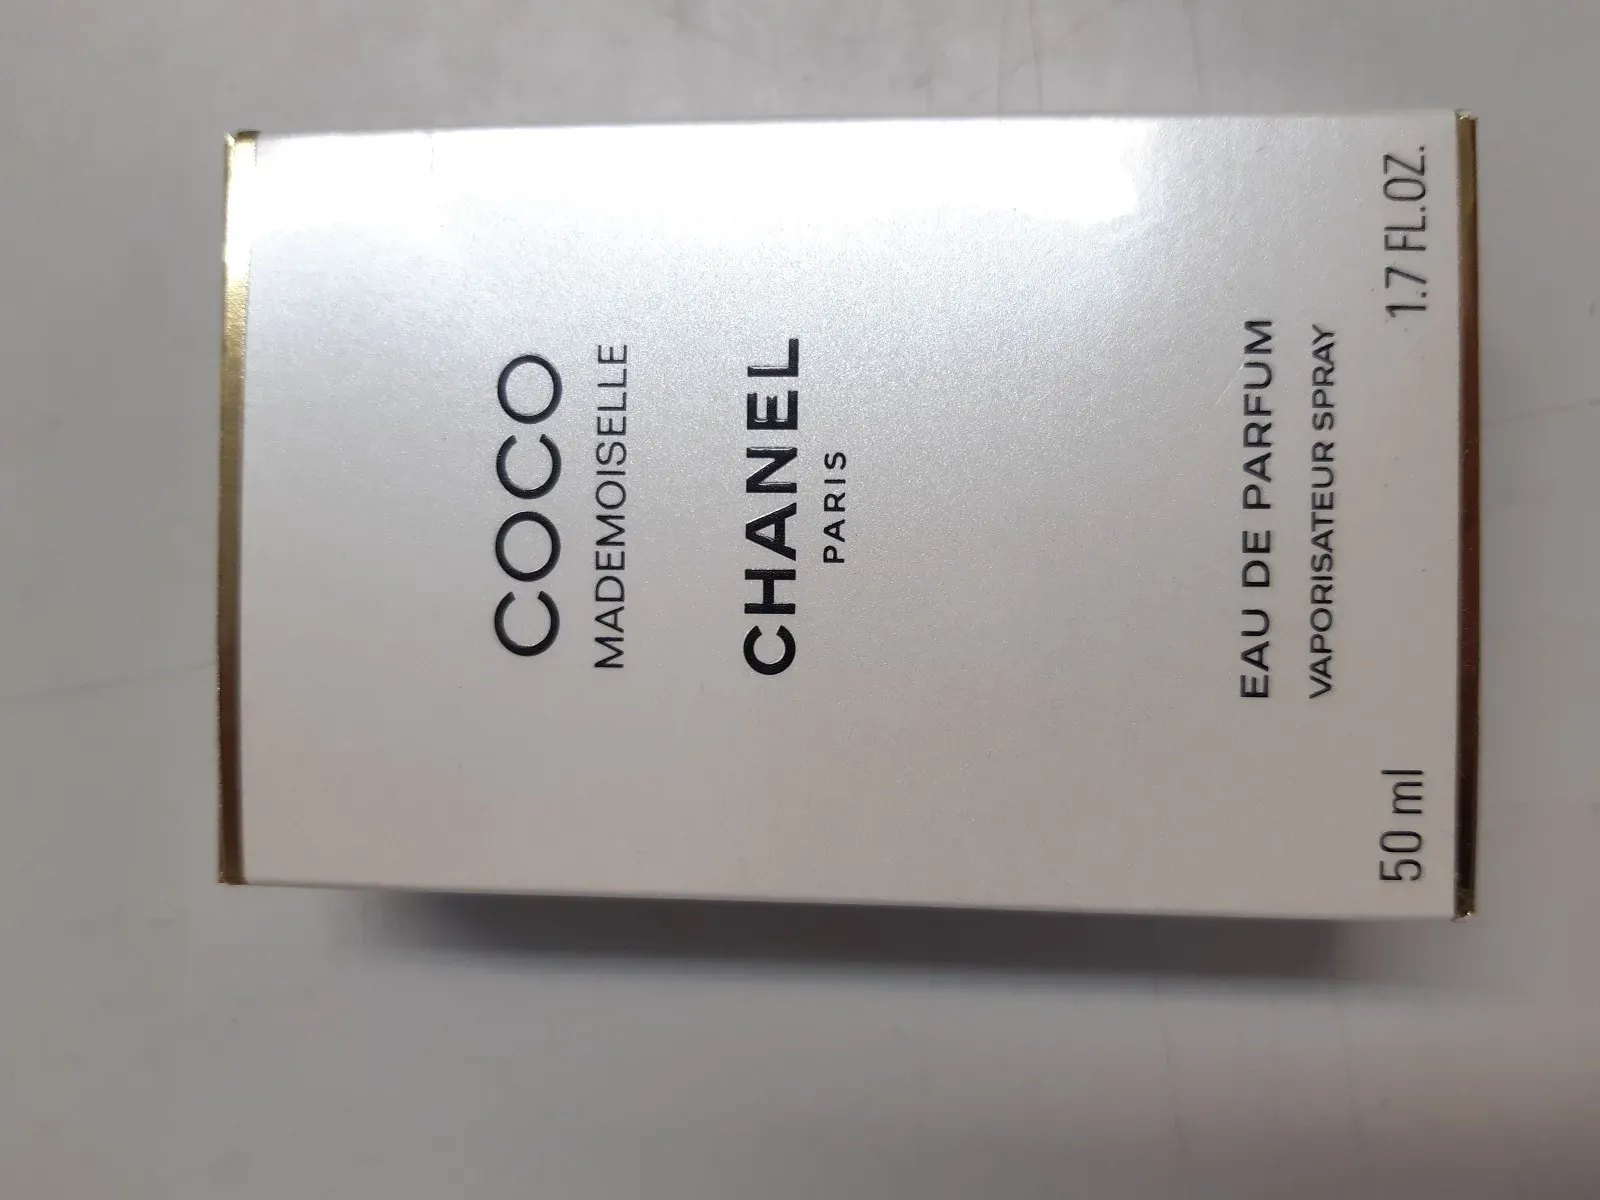 COCO
MADEMOISELLE
CHANEL
PARIS
EAU DE PARFUM
VAPORISATEUR SPRAY
50 ml 1.7 FL.OZ.